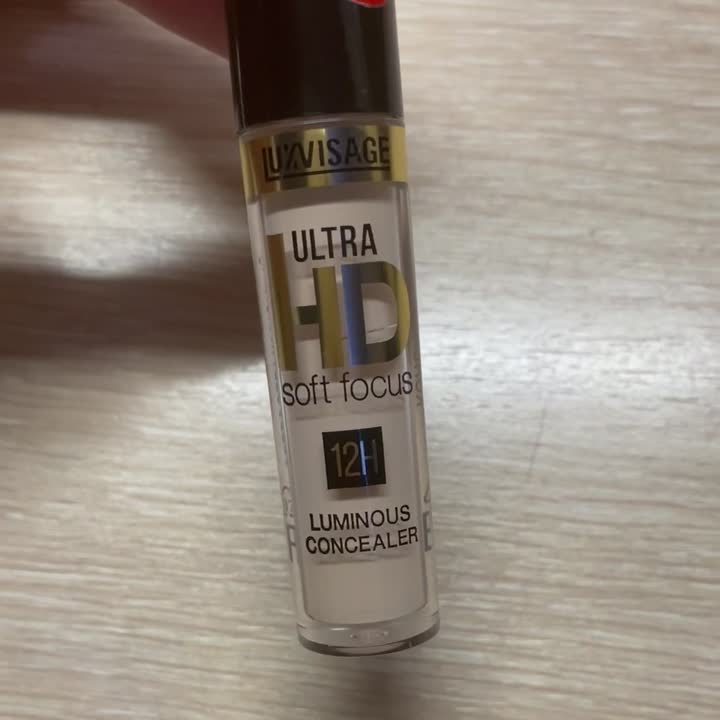 LUXVISAGE
ULTRA
HD
soft focus
12H
LUMINOUS
CONCEALER